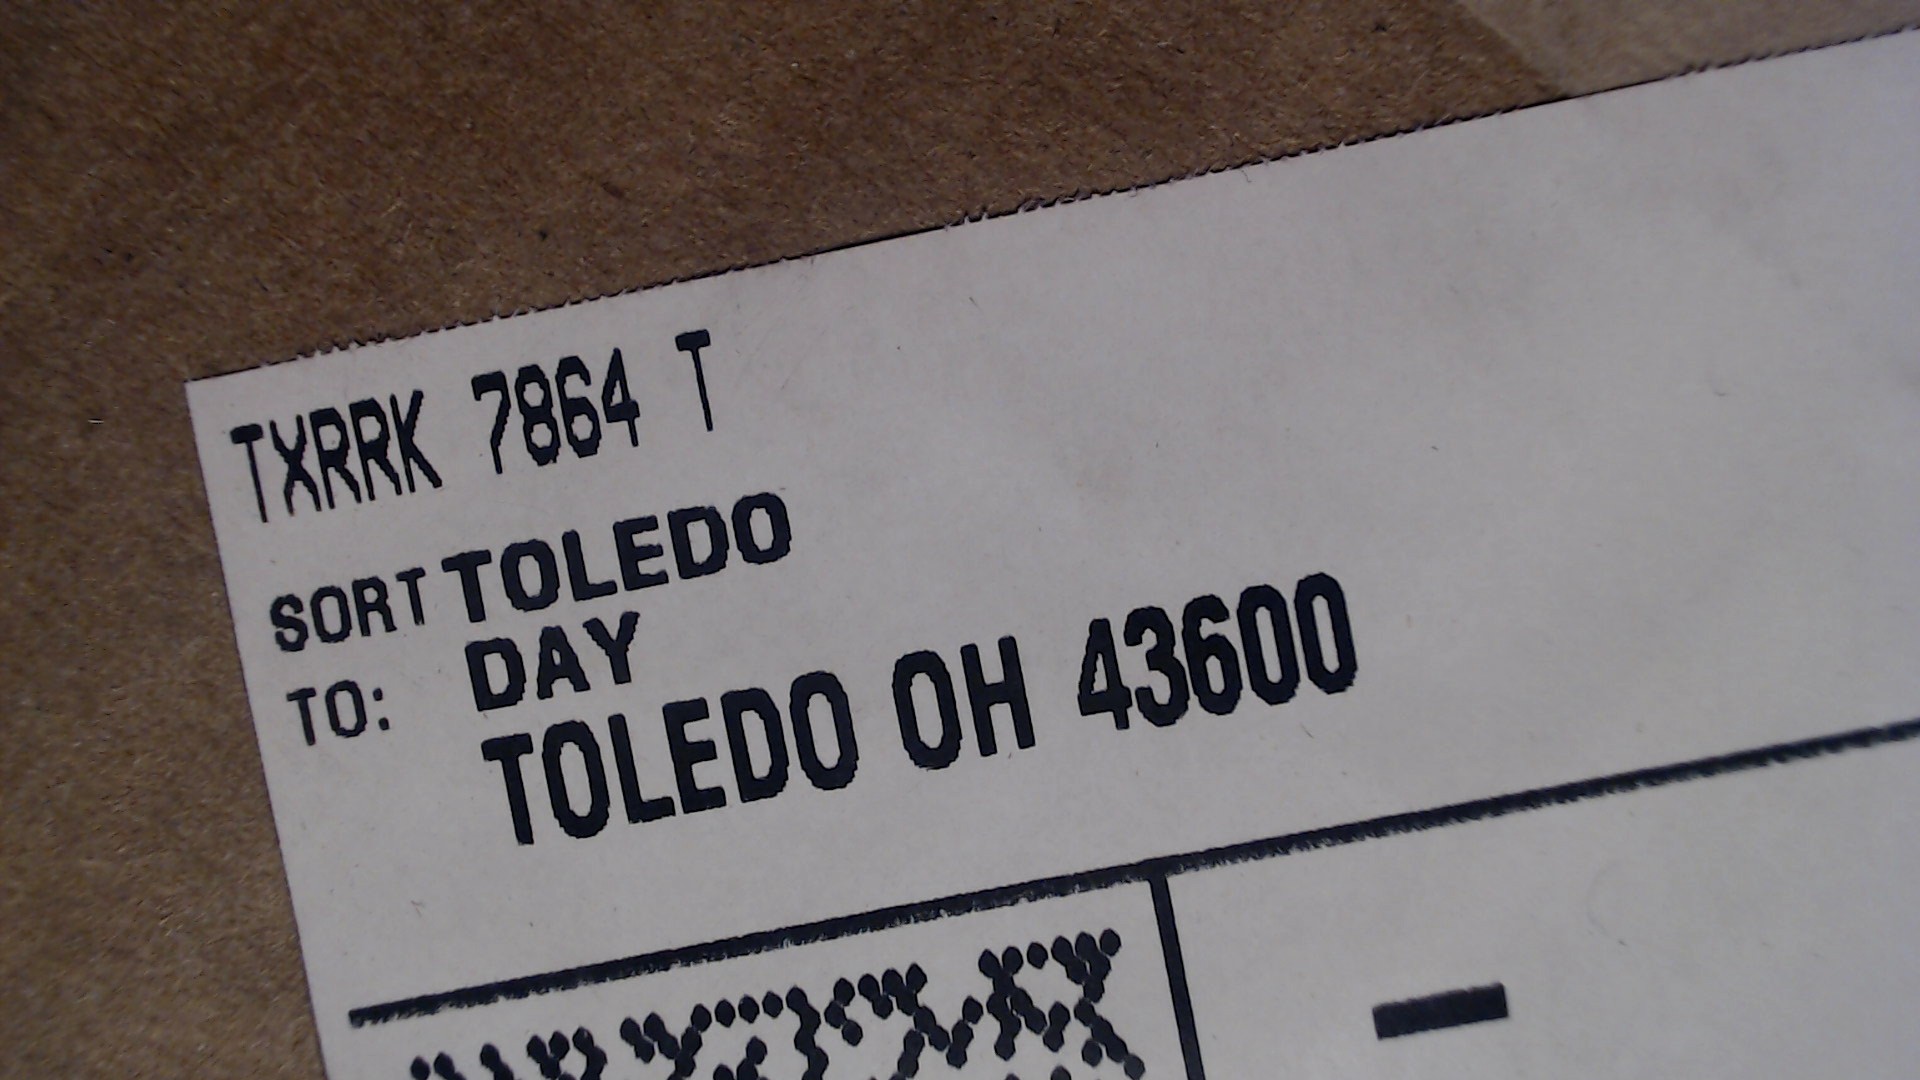 TXRRK 7864 T
SORT TOLEDO
TO: DAY
TOLEDO OH 43600